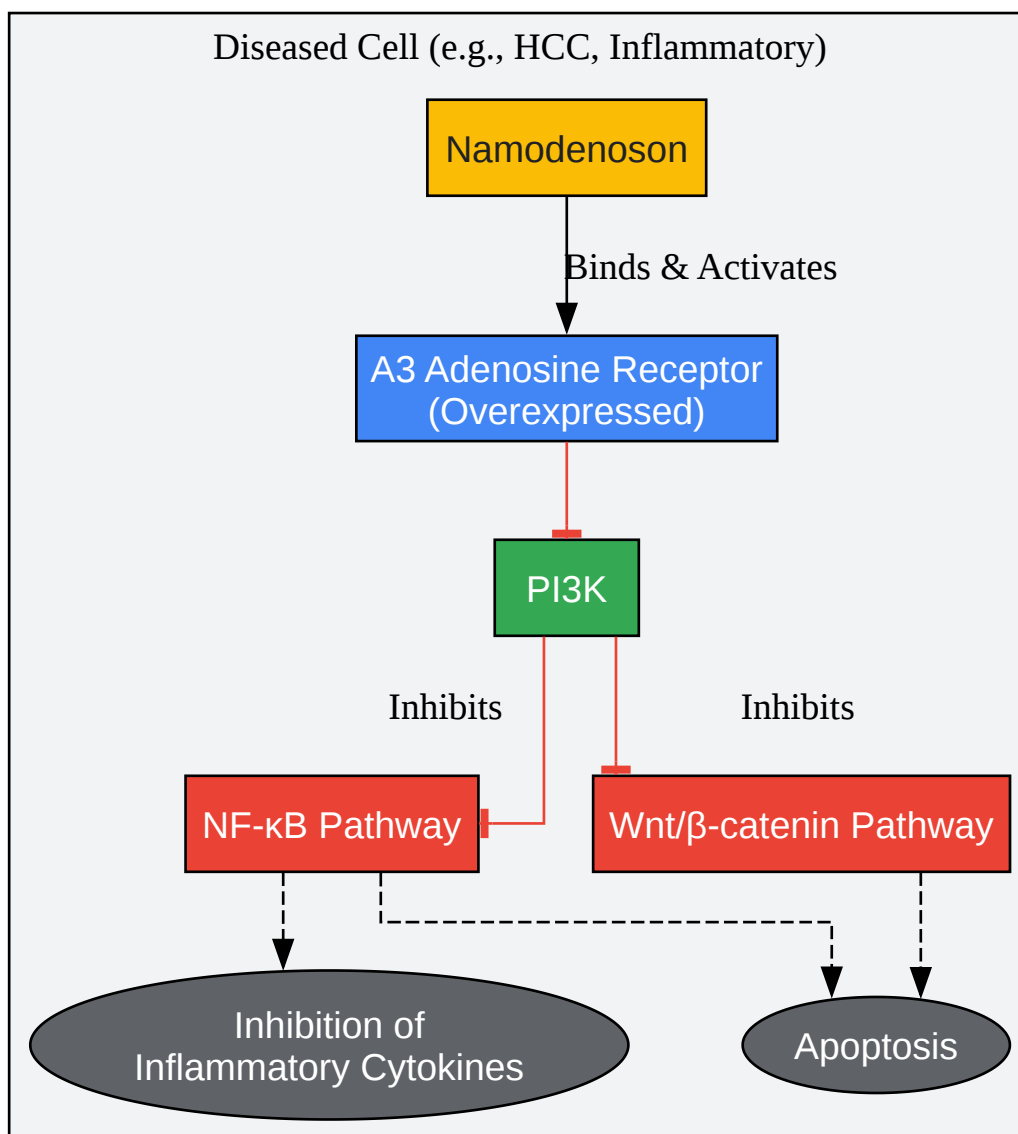 Diseased Cell (e.g., HCC, Inflammatory)
Namodenoson
Binds & Activates
A3 Adenosine Receptor
(Overexpressed)
PI3K
Inhibits
Inhibits
NF-κB Pathway
Wnt/β-catenin Pathway
Inhibition of
Inflammatory Cytokines
Apoptosis